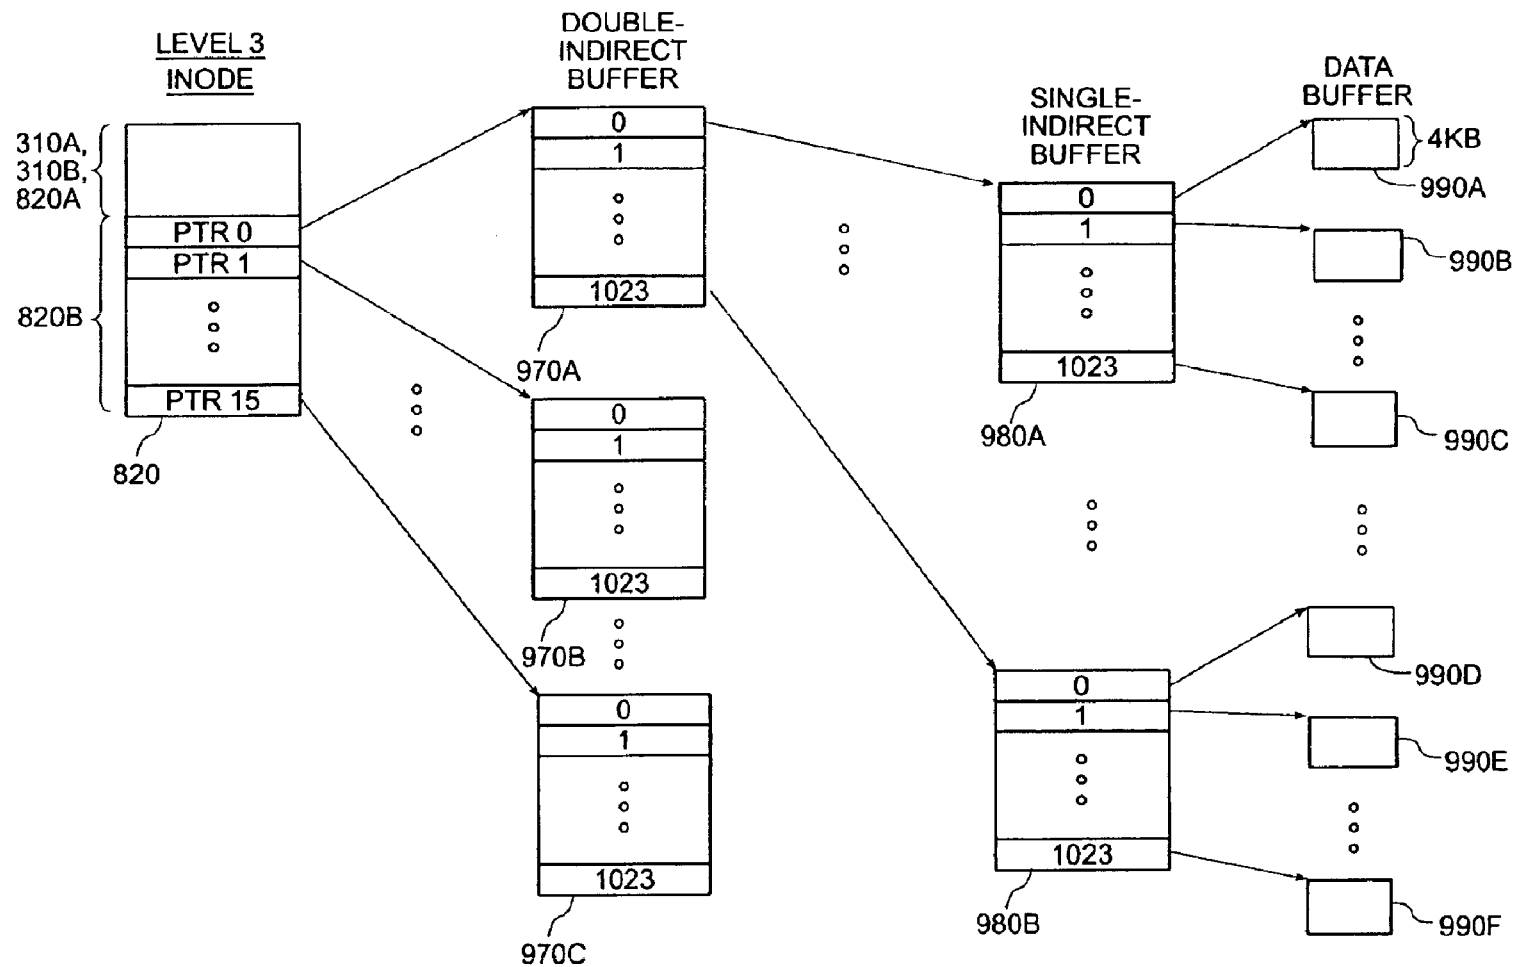 LEVEL 3
INODE
310A,
310B,
820A
PTR 0
PTR 1
820B
PTR 15
820
DOUBLE-
INDIRECT
BUFFER
0
1
1023
970A
0
1
1023
970B
0
1
1023
970C
SINGLE-
INDIRECT
BUFFER
0
1
1023
980A
0
1
1023
980B
DATA
BUFFER
4KB
990A
990B
990C
990D
990E
990F